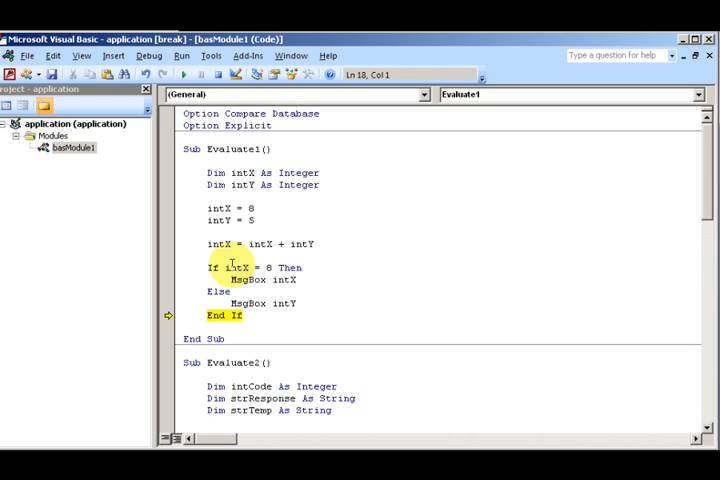 Microsoft Visual Basic - application [break] - [basModule1 (Code)]
File Edit View Insert Debug Run Tools Add-Ins Window Help
Type a question for help
Ln 18, Col 1
roject - application
(General)
Evaluate1
application (application)
Modules
basModule1
Option Compare Database
Option Explicit
Sub Evaluate1()
Dim intX As Integer
Dim intY As Integer
intX = 8
intY = 5
intX = intX + intY
If intX = 8 Then
MsgBox intX
Else
MsgBox intY
End If
End Sub
Sub Evaluate2()
Dim intCode As Integer
Dim strResponse As String
Dim strTemp As String